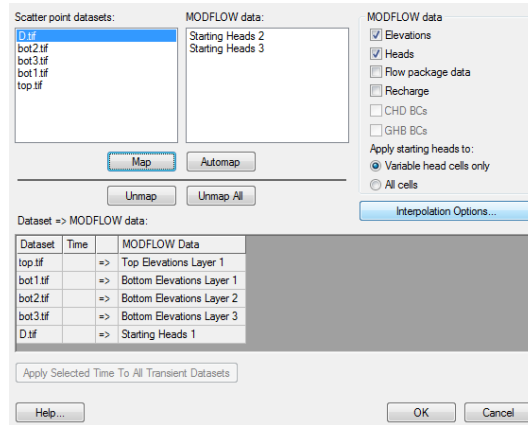 Scatter point datasets:
D.tif
bot2.tif
bot3.tif
bot1.tif
top.tif
MODFLOW data:
Starting Heads 2
Starting Heads 3
MODFLOW data
Elevations
Heads
Flow package data
Recharge
CHD BCs
GHB BCs
Apply starting heads to:
Variable head cells only
All cells
Interpolation Options...
Map
Automap
Unmap
Unmap All
Dataset => MODFLOW data:
Dataset Time MODFLOW Data
top.tif => Top Elevations Layer 1
bot1.tif => Bottom Elevations Layer 1
bot2.tif => Bottom Elevations Layer 2
bot3.tif => Bottom Elevations Layer 3
D.tif => Starting Heads 1
Apply Selected Time To All Transient Datasets
Help...
OK
Cancel